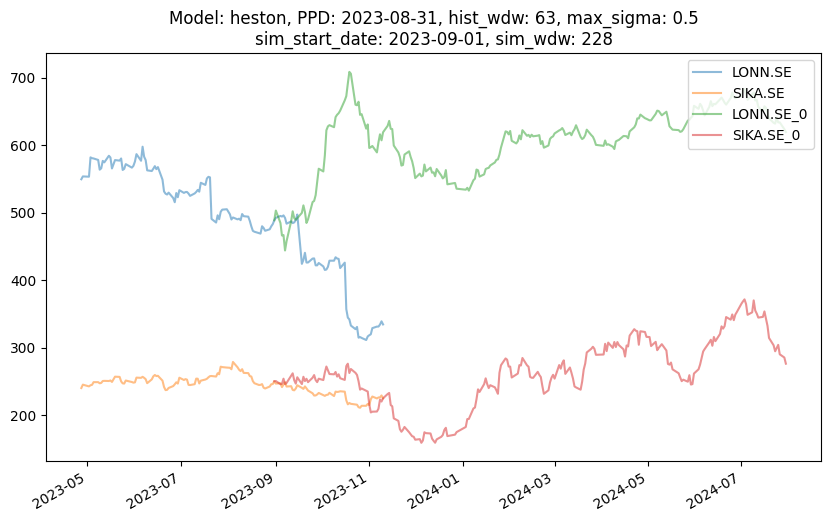 Model: heston, PPD: 2023-08-31, hist_wdw: 63, max_sigma: 0.5
sim_start_date: 2023-09-01, sim_wdw: 228
LONN.SE
SIKA.SE
LONN.SE_0
SIKA.SE_0
700
600
500
400
300
200
2023-05
2023-07
2023-09
2023-11
2024-01
2024-03
2024-05
2024-07